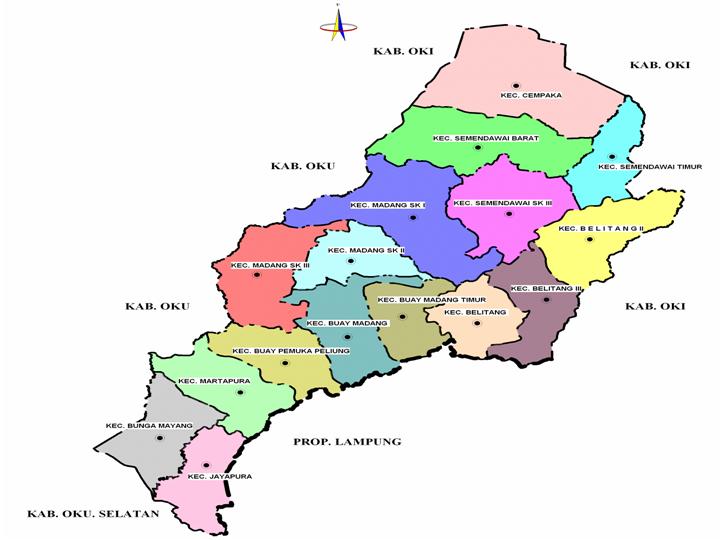 KAB. OKI
KAB. OKI
KEC. CEMPAKA
KEC. SEMENDAWAI BARAT
KAB. OKU
KEC. SEMENDAWAI TIMUR
KEC. MADANG SK I
KEC. SEMENDAWAI SK III
KEC. B E L I T A N G II
KEC. MADANG SK II
KEC. MADANG SK III
KEC. BELITANG III
KAB. OKU
KEC. BUAY MADANG TIMUR
KAB. OKI
KEC. BELITANG
KEC. BUAY MADANG
KEC. BUAY PEMUKA PELIUNG
KEC. MARTAPURA
KEC. BUNGA MAYANG
PROP. LAMPUNG
KEC. JAYAPURA
KAB. OKU. SELATAN